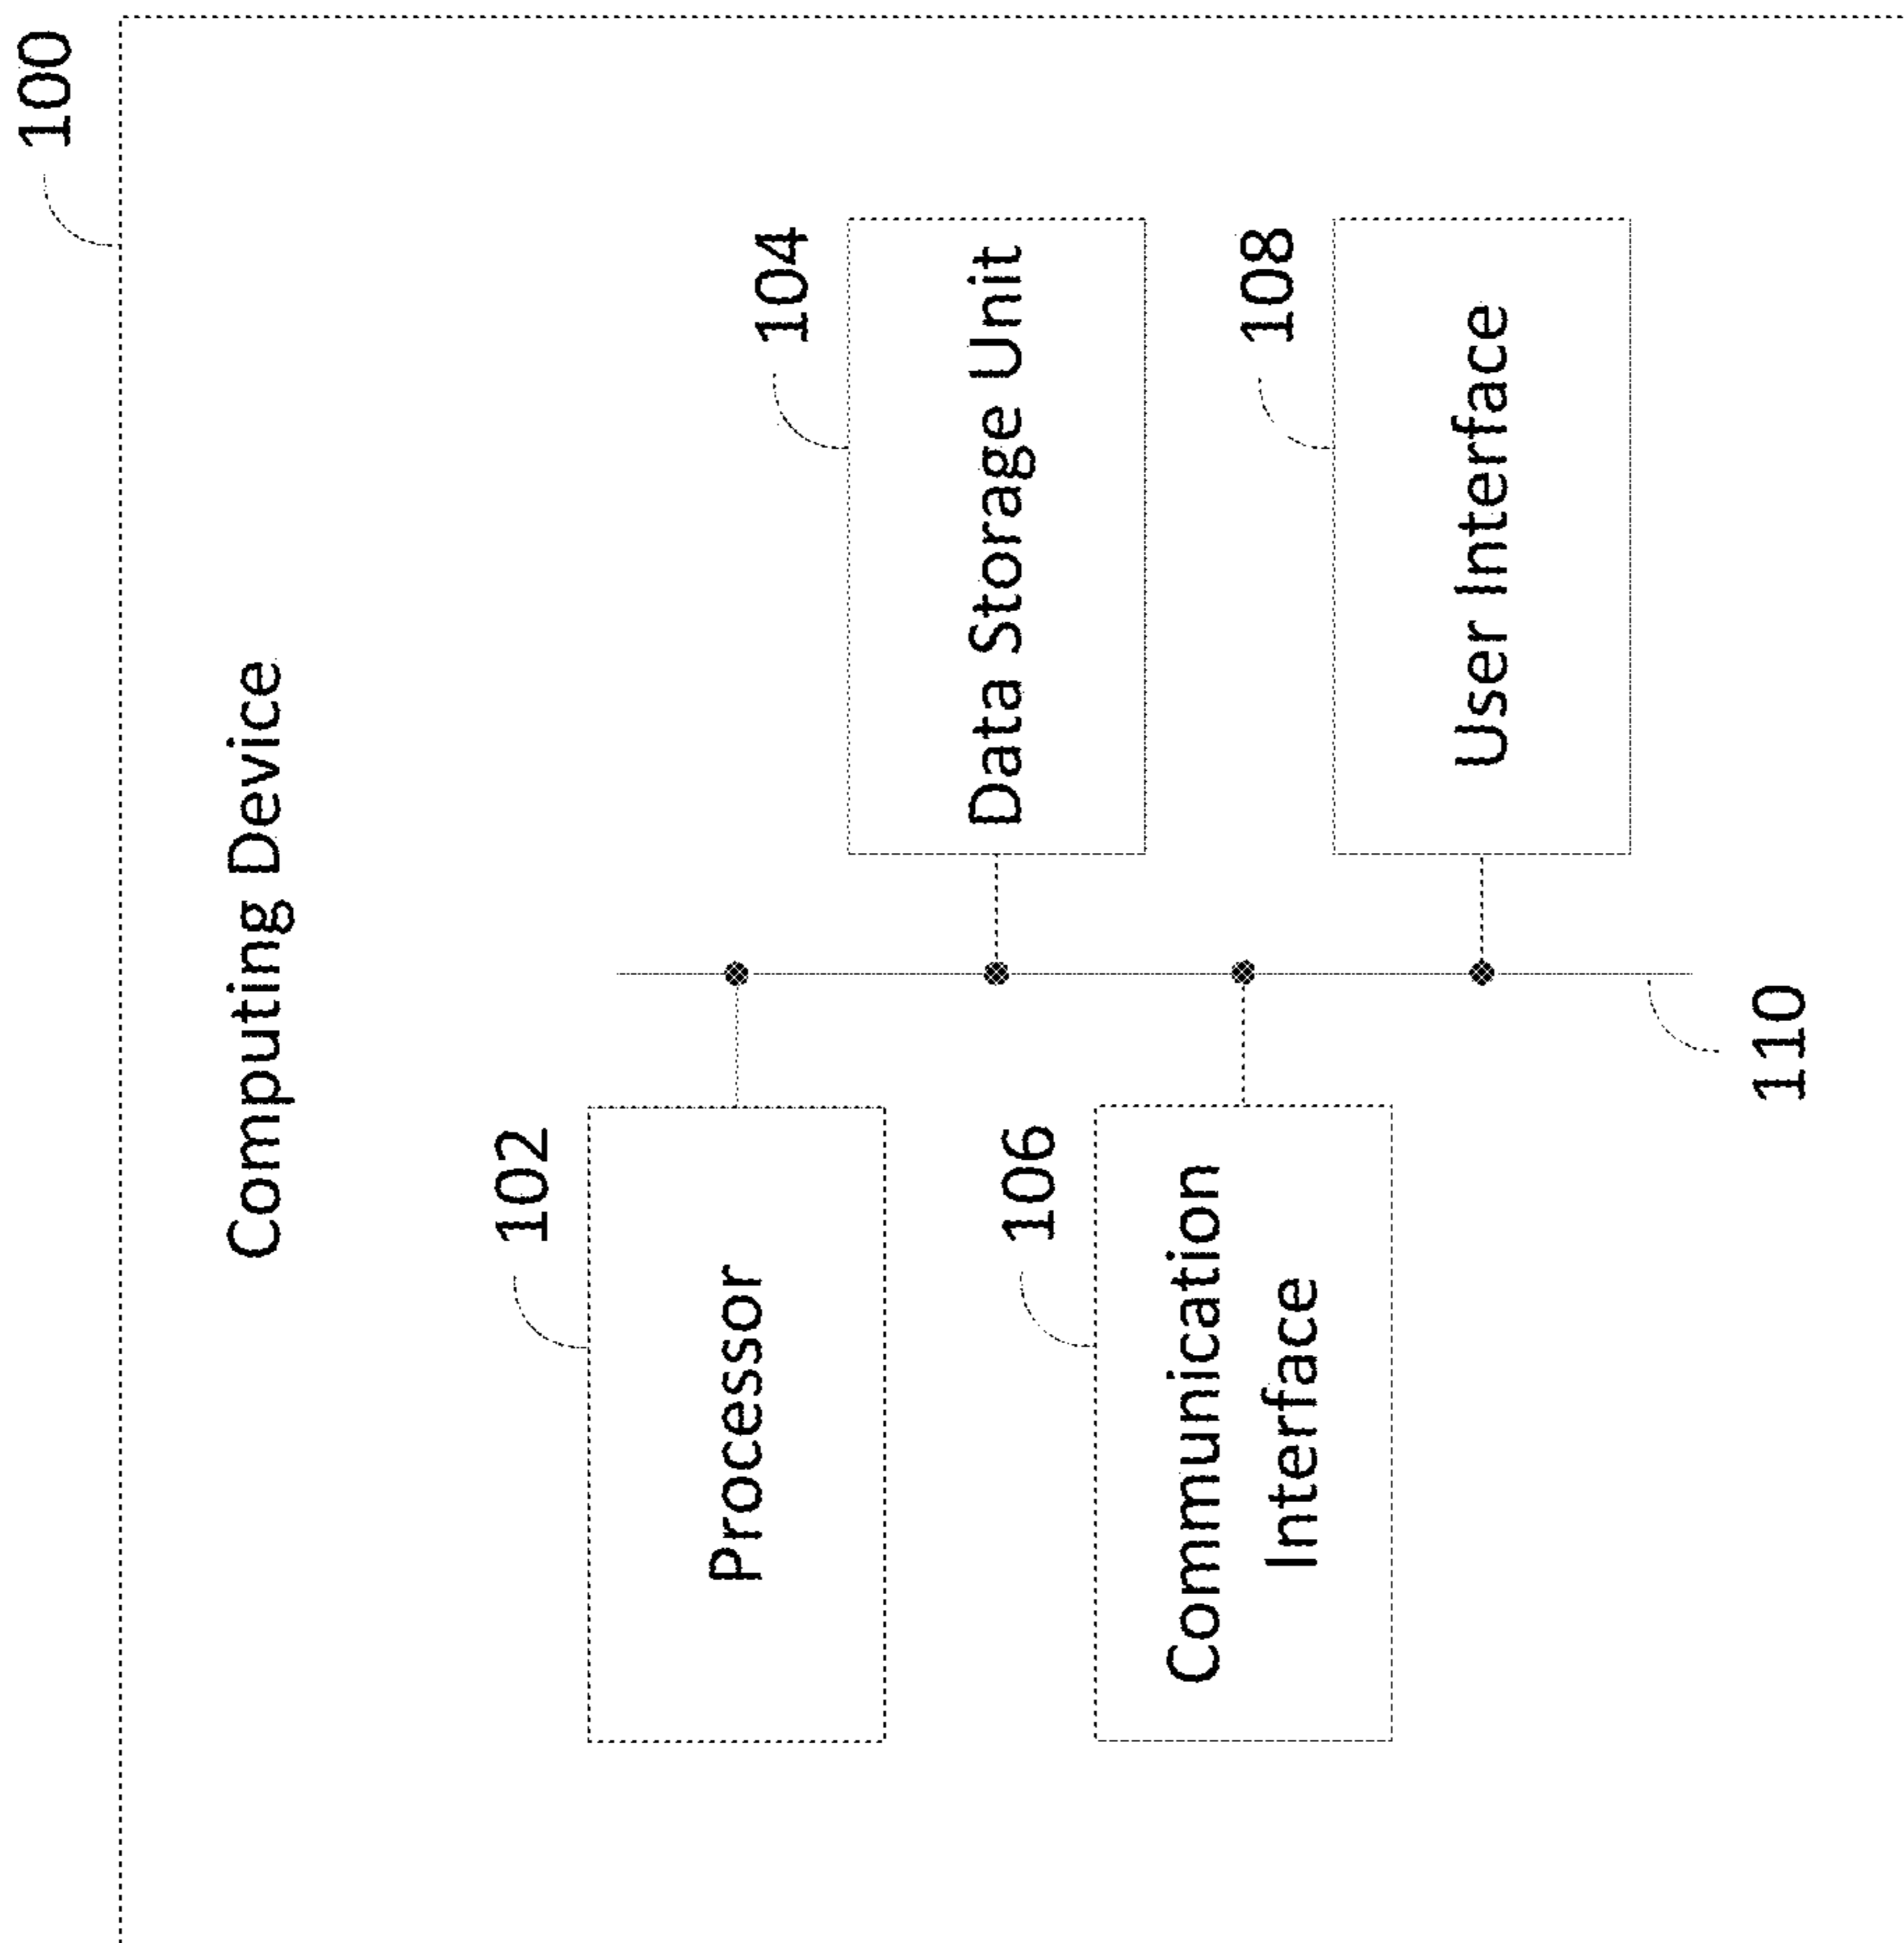 100
Computing Device
102
Processor
104
Data Storage Unit
106
Communication
Interface
108
User Interface
110